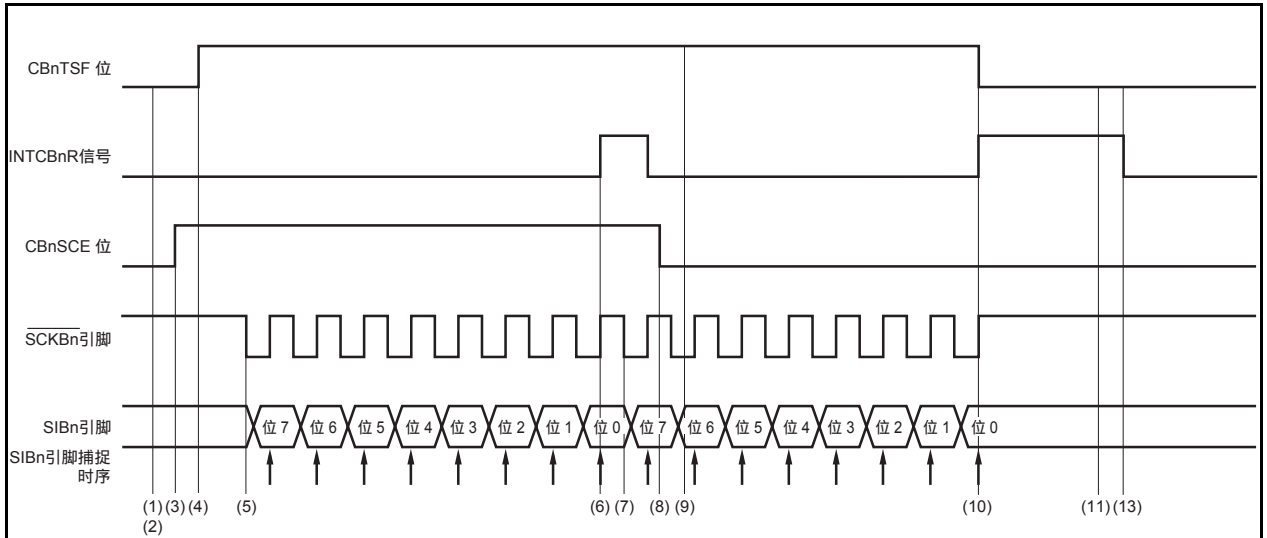 CBnTSF 位
INTCBnR信号
CBnSCE 位
SCKBn引脚
SIBn引脚
位 7 位 6 位 5 位 4 位 3 位 2 位 1 位 0 位 7 位 6 位 5 位 4 位 3 位 2 位 1 位 0
SIBn引脚捕捉
时序
(1) (3) (4) (5) (6) (7) (8) (9) (10) (11) (13)
(2)